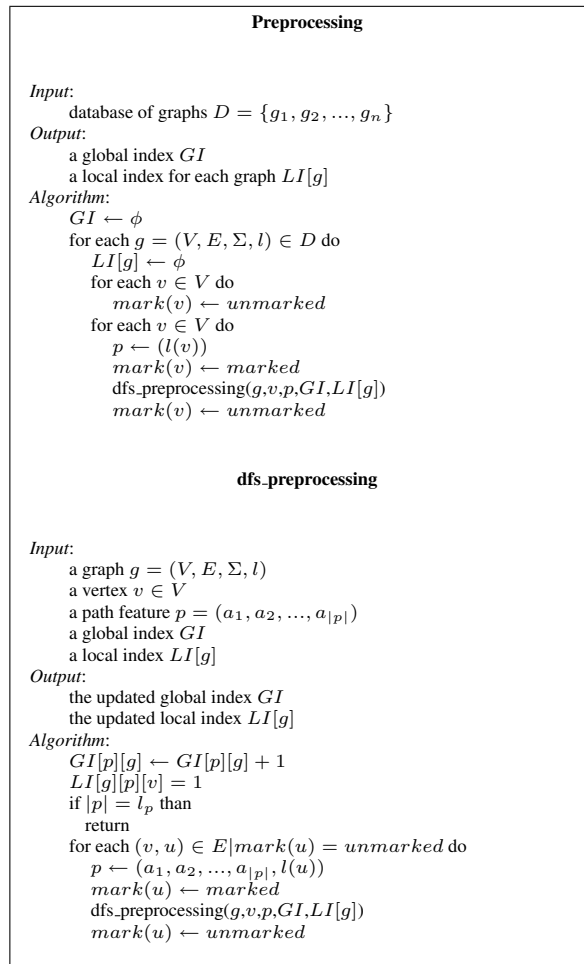 Preprocessing
Input:
database of graphs D = {g₁, g₂, ..., gₙ}
Output:
a global index GI
a local index for each graph LI[g]
Algorithm:
GI ← ϕ
for each g = (V, E, Σ, l) ∈ D do
LI[g] ← ϕ
for each v ∈ V do
mark(v) ← unmarked
for each v ∈ V do
p ← (l(v))
mark(v) ← marked
dfs_preprocessing(g,v,p,GI,LI[g])
mark(v) ← unmarked
dfs_preprocessing
Input:
a graph g = (V, E, Σ, l)
a vertex v ∈ V
a path feature p = (a₁, a₂, ..., a_{|p|})
a global index GI
a local index LI[g]
Output:
the updated global index GI
the updated local index LI[g]
Algorithm:
GI[p][g] ← GI[p][g] + 1
LI[g][p][v] = 1
if |p| = l_p than
return
for each (v, u) ∈ E|mark(u) = unmarked do
p ← (a₁, a₂, ..., a_{|p|}, l(u))
mark(u) ← marked
dfs_preprocessing(g,v,p,GI,LI[g])
mark(u) ← unmarked